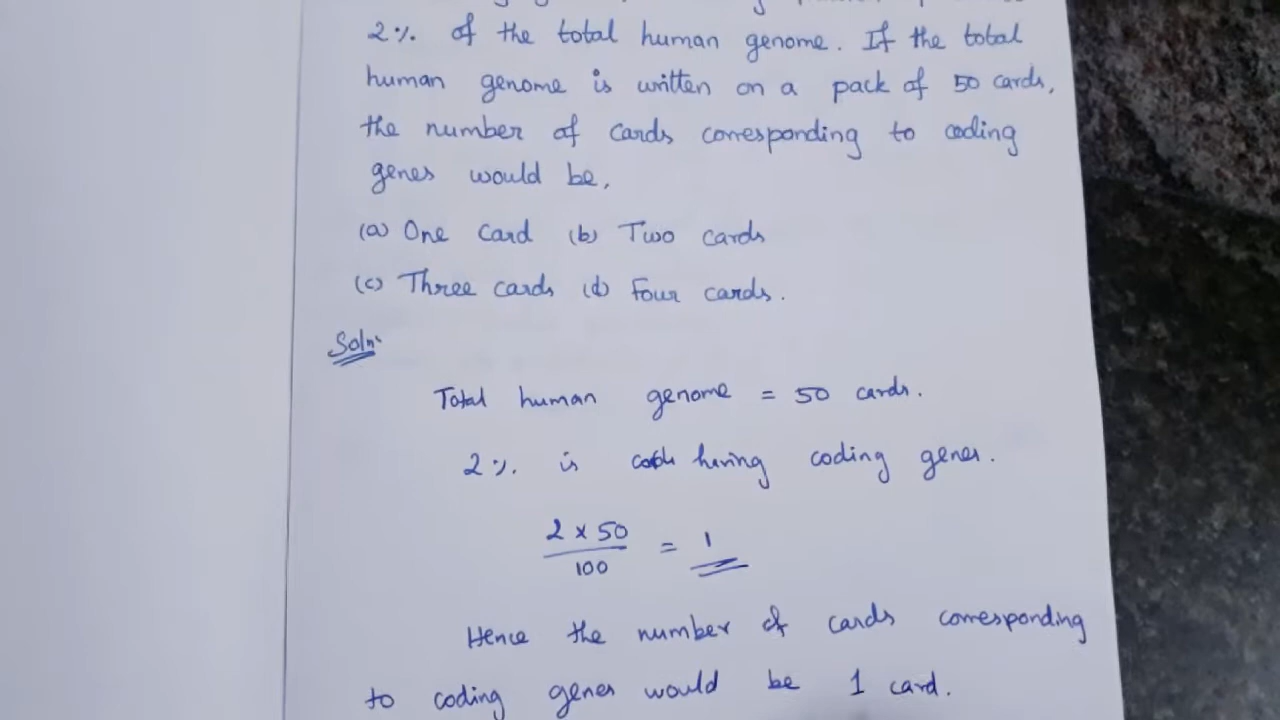 2%. of the total human genome. If the total
human genome is written on a pack of 50 cards,
the number of cards corresponding to coding
genes would be,
(a) One card (b) Two cards
(c) Three cards (d) Four cards.
Soln:
Total human genome = 50 cards.
2%. is having coding genes.
2 x 50
100
= 1
Hence the number of cards corresponding
to coding genes would be 1 card.